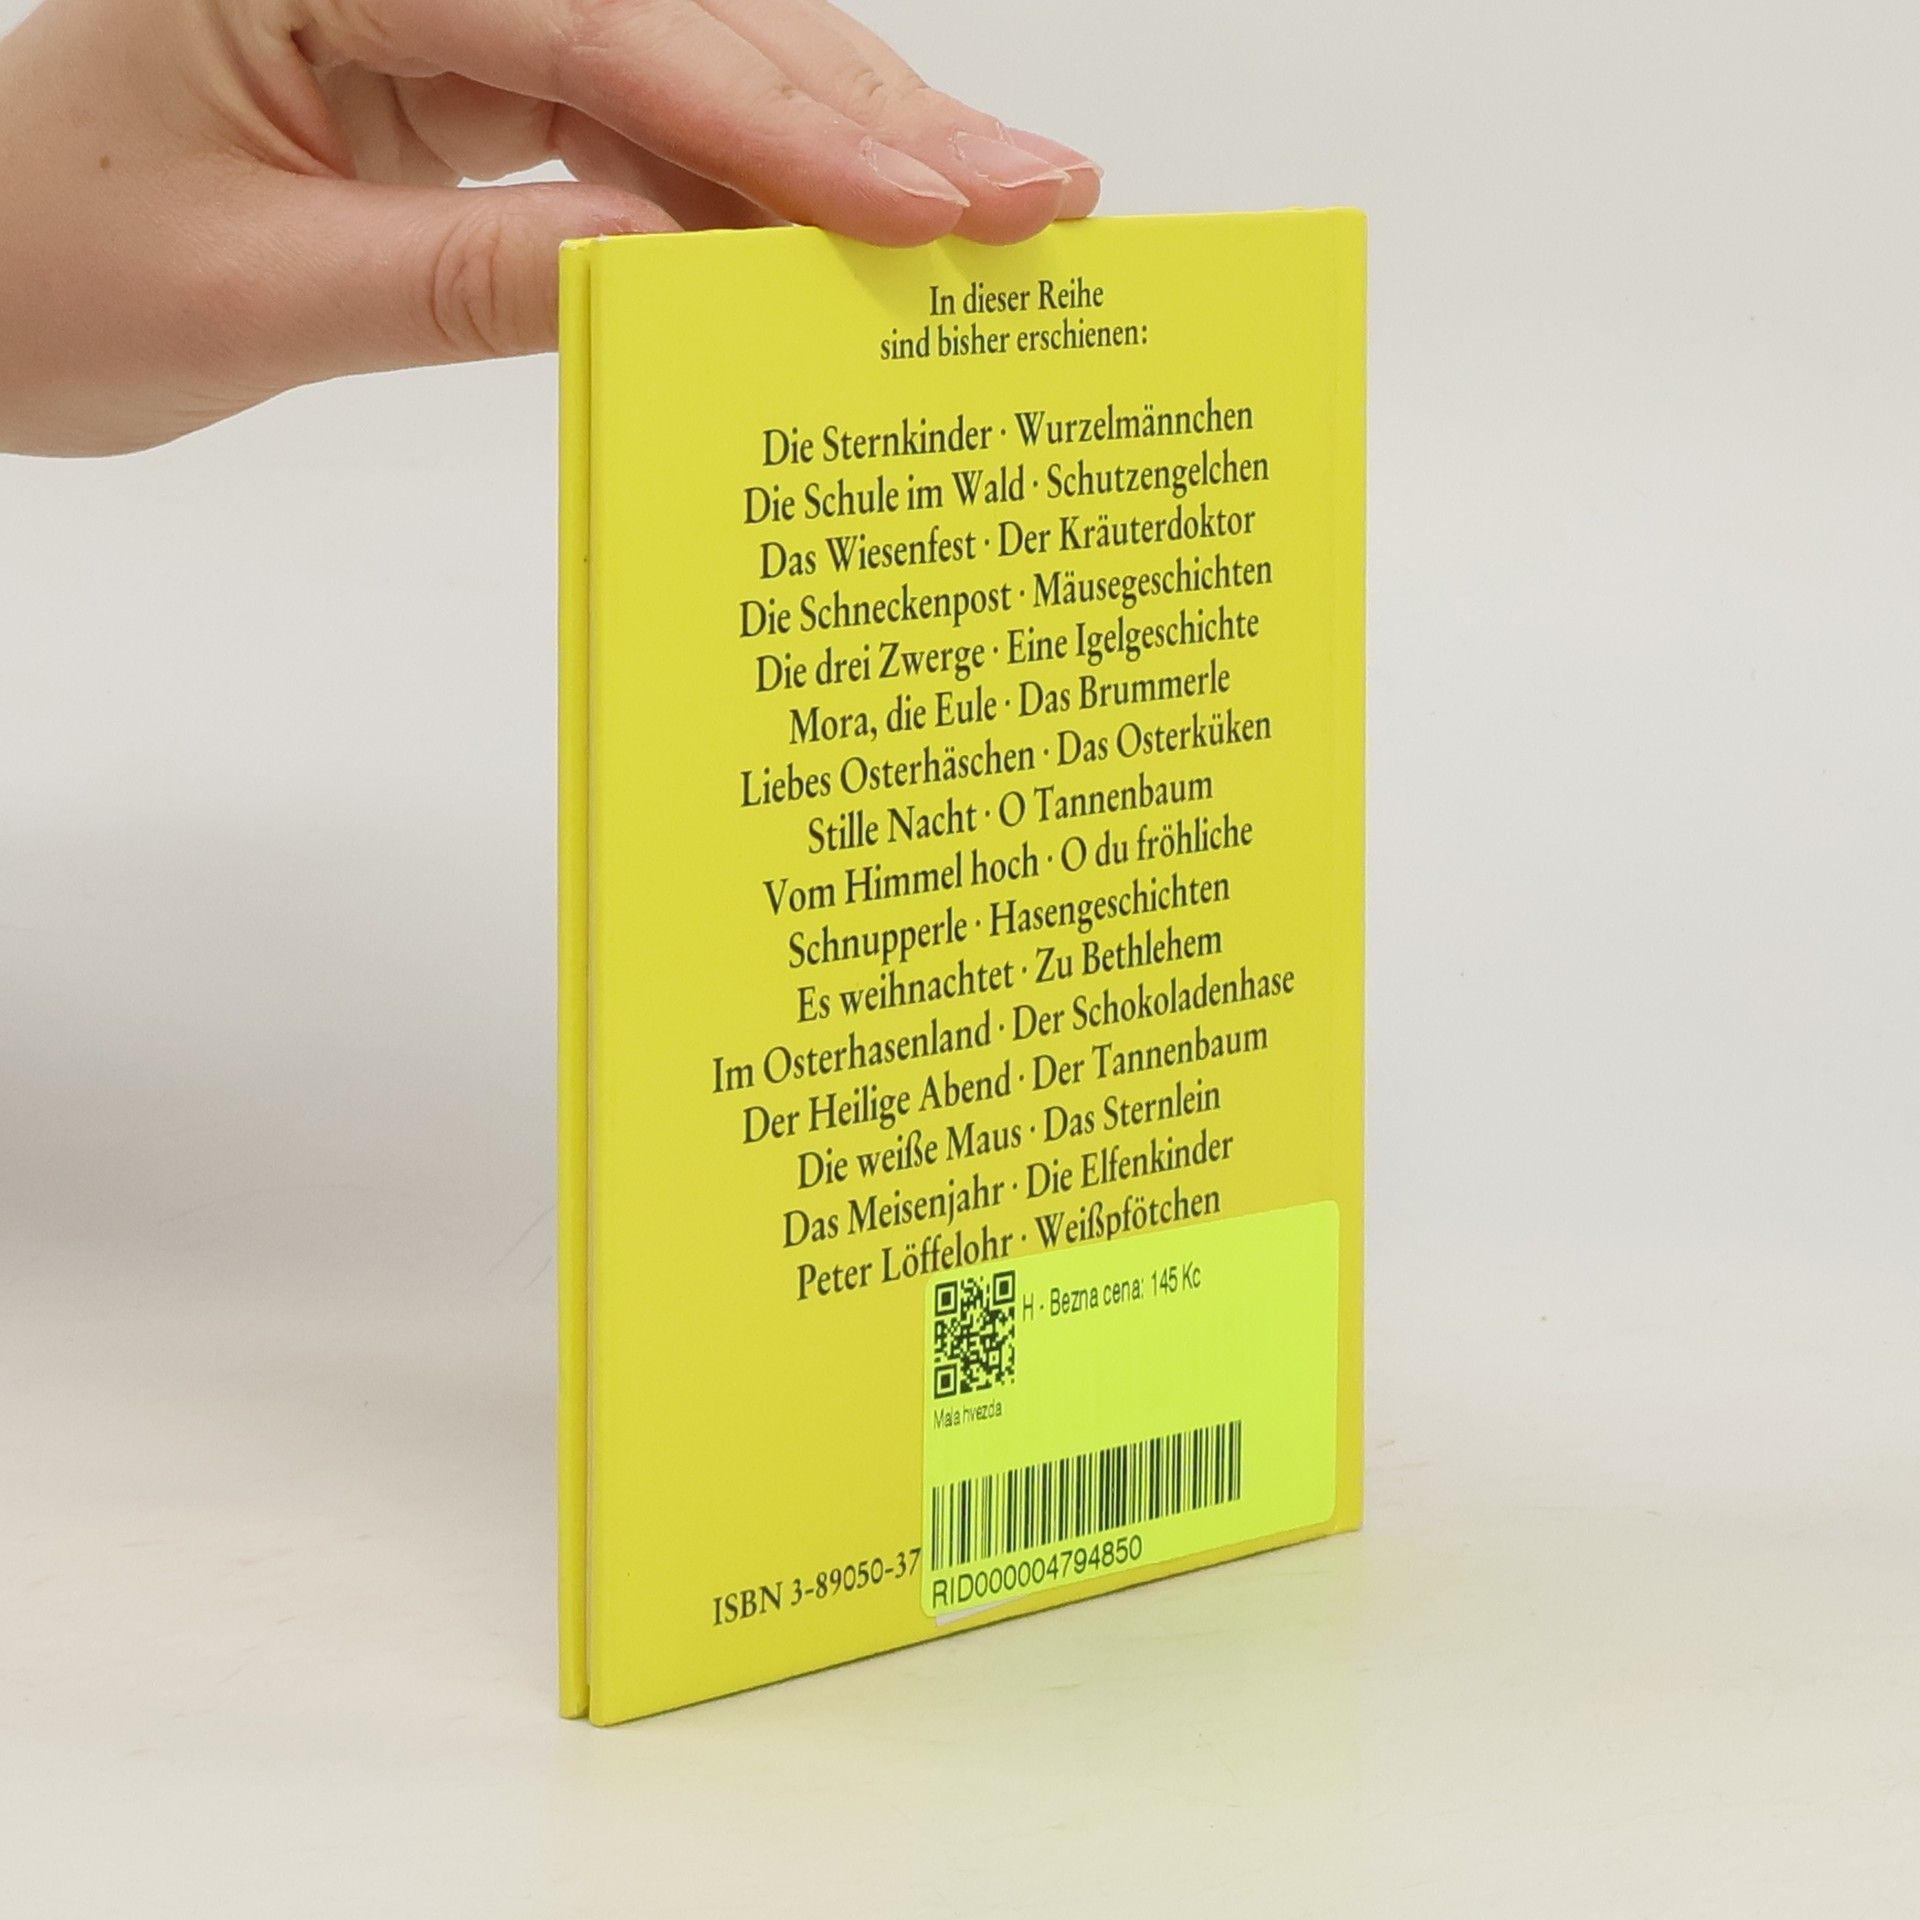 In dieser Reihe
sind bisher erschienen:
Die Sternkinder · Wurzelmännchen
Die Schule im Wald · Schutzengelchen
Das Wiesenfest · Der Kräuterdoktor
Die Schneckenpost · Mäusegeschichten
Die drei Zwerge · Eine Igelgeschichte
Mora, die Eule · Das Brummerle
Liebes Osterhäschen · Das Osterküken
Stille Nacht · O Tannenbaum
Vom Himmel hoch · O du fröhliche
Schnupperle · Hasengeschichten
Es weihnachtet · Zu Bethlehem
Im Osterhasenland · Der Schokoladenhase
Der Heilige Abend · Der Tannenbaum
Die weiße Maus · Das Sternlein
Das Meisenjahr · Die Elfenkinder
Peter Löffelohr · Weißpfötchen
H - Bezna cena: 145 Kc
Mala hvezda
ISBN 3-89050-37
RID000004794850